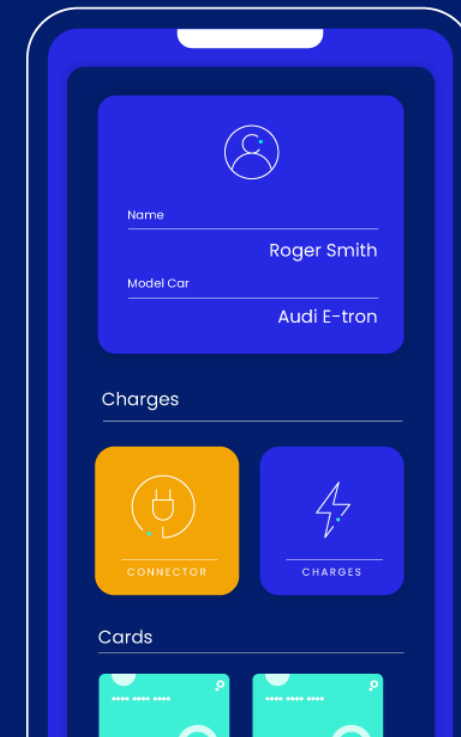 Name
Roger Smith
Model Car
Audi E-tron
Charges
CONNECTOR
CHARGES
Cards